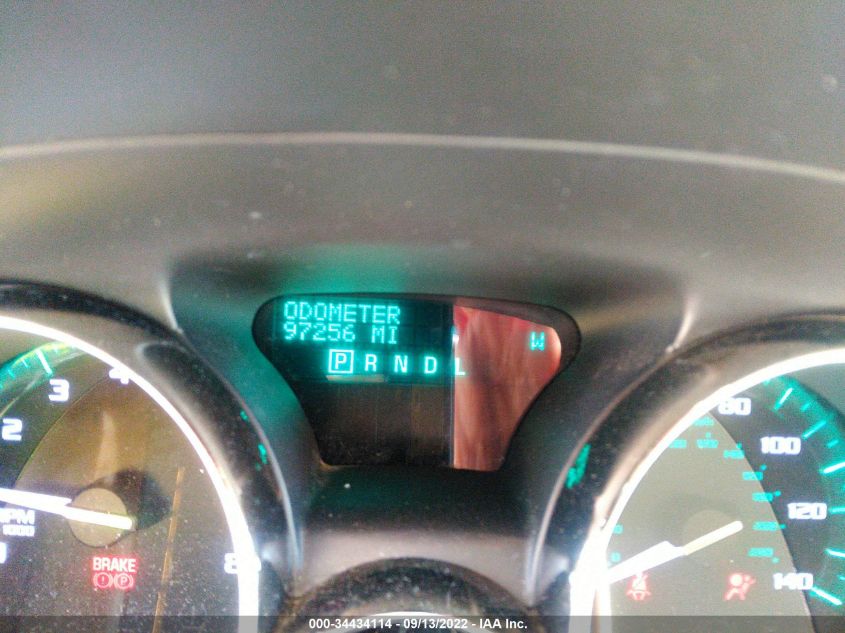 ODOMETER
97256 MI
W
P R N D L
2 3 4
RPM
1000
8
BRAKE
80 100 120 140
000-34434114 - 09/13/2022 - IAA Inc.